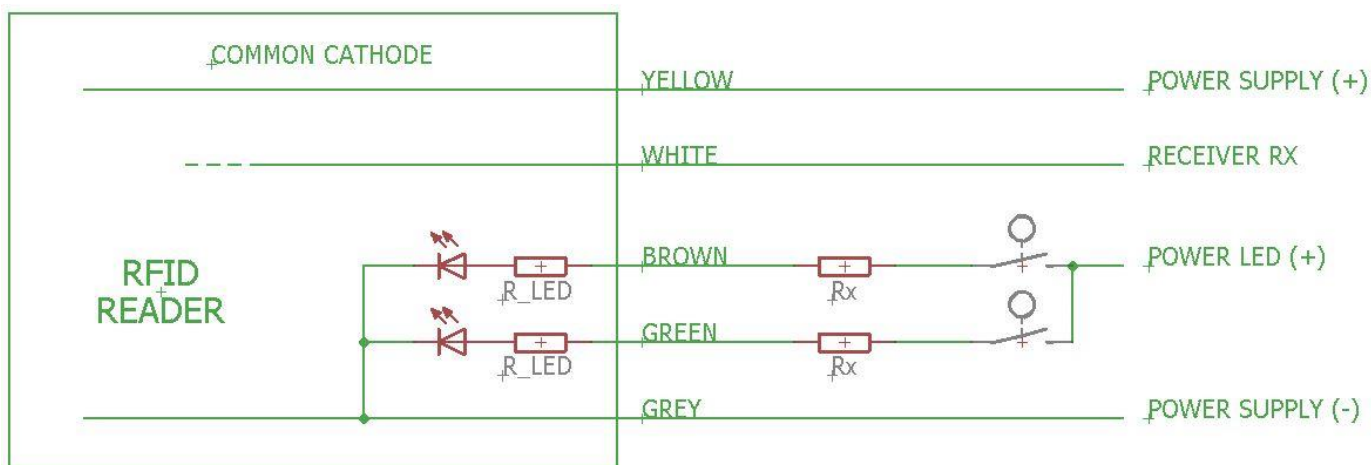 COMMON CATHODE
YELLOW POWER SUPPLY (+)
WHITE RECEIVER RX
BROWN POWER LED (+)
RFID
READER
R_LED Rx
GREEN
R_LED Rx
GREY POWER SUPPLY (-)